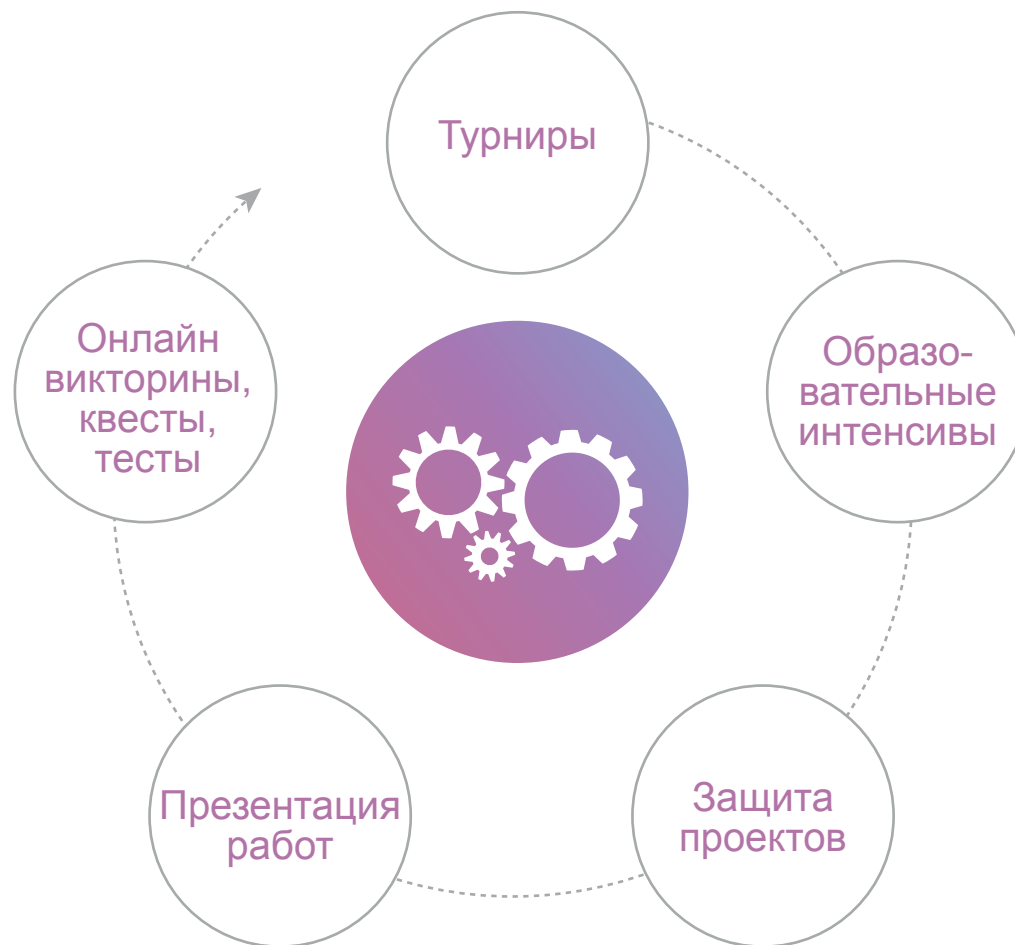 Турниры
Образо-
вательные
интенсивы
Защита
проектов
Презентация
работ
Онлайн
викторины,
квесты,
тесты